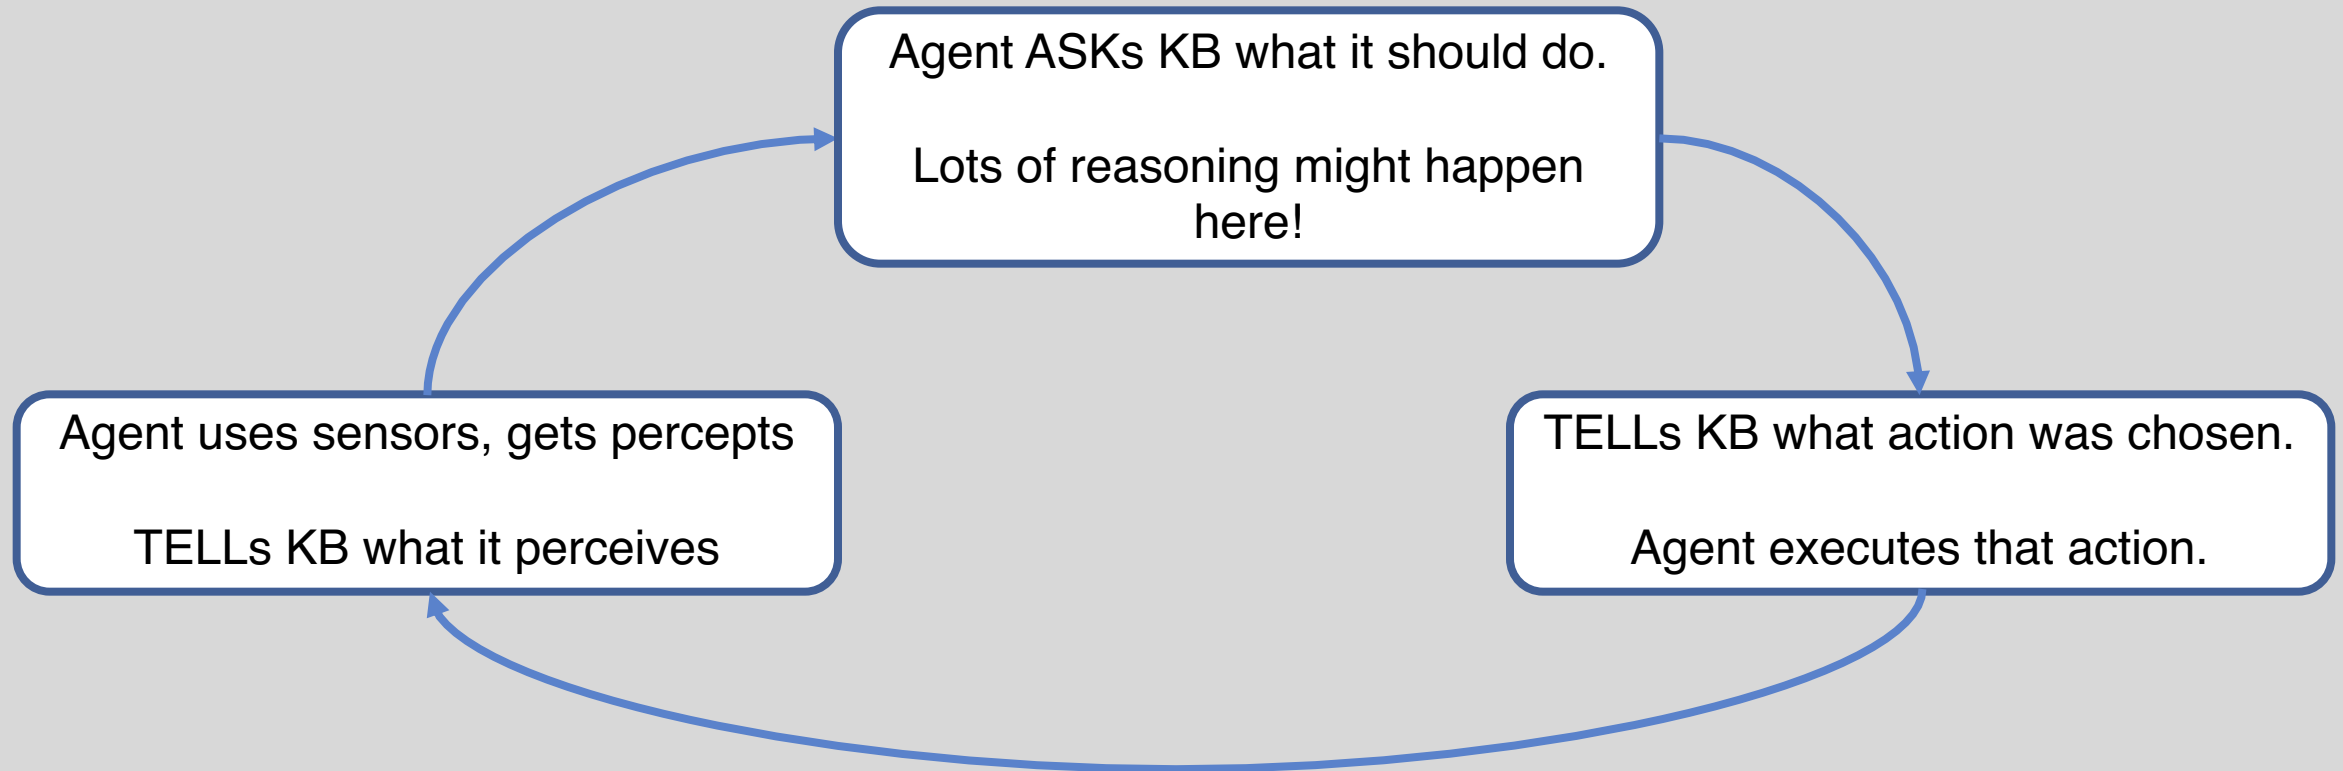 Agent ASKs KB what it should do.
Lots of reasoning might happen
here!
Agent uses sensors, gets percepts
TELLs KB what it perceives
TELLs KB what action was chosen.
Agent executes that action.